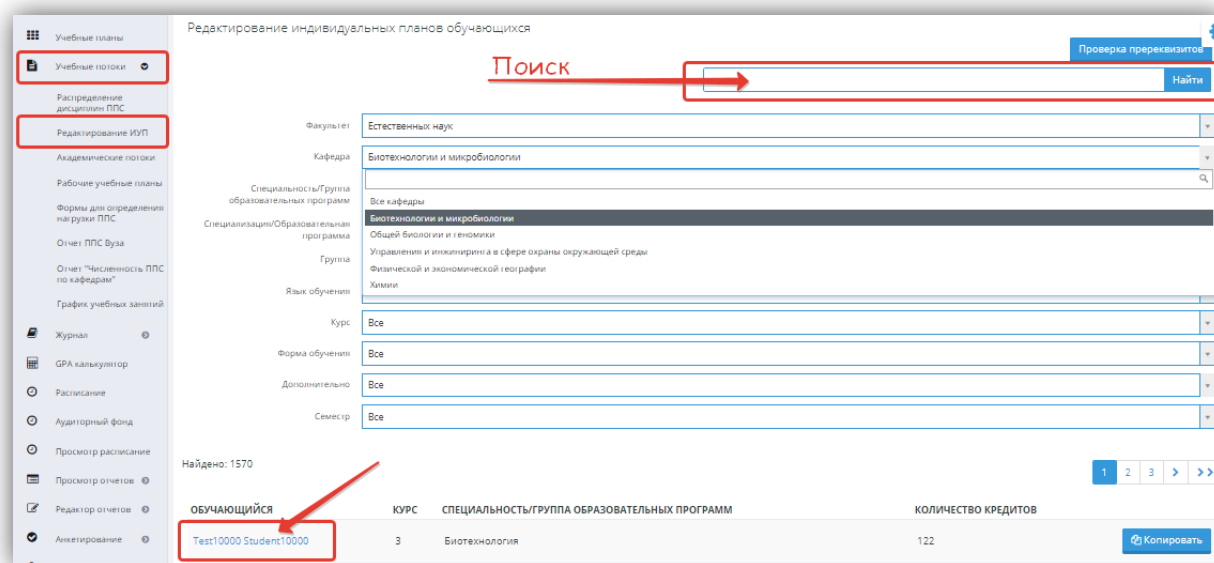 Учебные планы
Учебные потоки
Распределение
дисциплин ППС
Редактирование ИУП
Академические потоки
Рабочие учебные планы
Формы для определения
нагрузки ППС
Отчет ППС Вуза
Отчет "Численность ППС
по кафедрам"
График учебных занятий
Журнал
GPA калькулятор
Расписание
Аудиторный фонд
Просмотр расписание
Просмотр отчетов
Редактор отчетов
Анкетирование
Редактирование индивидуальных планов обучающихся
Проверка пререквизитов
Поиск
Найти
Факультет
Естественных наук
Кафедра
Биотехнологии и микробиологии
Специальность/Группа
образовательных программ
Все кафедры
Биотехнологии и микробиологии
Специализация/Образовательная
программа
Общей биологии и геномики
Управления и инжиниринга в сфере охраны окружающей среды
Группа
Физической и экономической географии
Химии
Язык обучения
Курс
Все
Форма обучения
Все
Дополнительно
Все
Семестр
Все
Найдено: 1570
1 2 3 > >>
ОБУЧАЮЩИЙСЯ КУРС СПЕЦИАЛЬНОСТЬ/ГРУППА ОБРАЗОВАТЕЛЬНЫХ ПРОГРАММ КОЛИЧЕСТВО КРЕДИТОВ
Test10000 Student10000 3 Биотехнология 122 Копировать